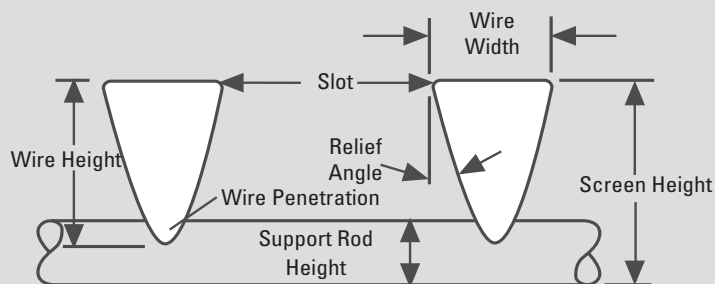 Wire
Width
Slot
Relief
Angle
Wire Height
Screen Height
Wire Penetration
Support Rod
Height